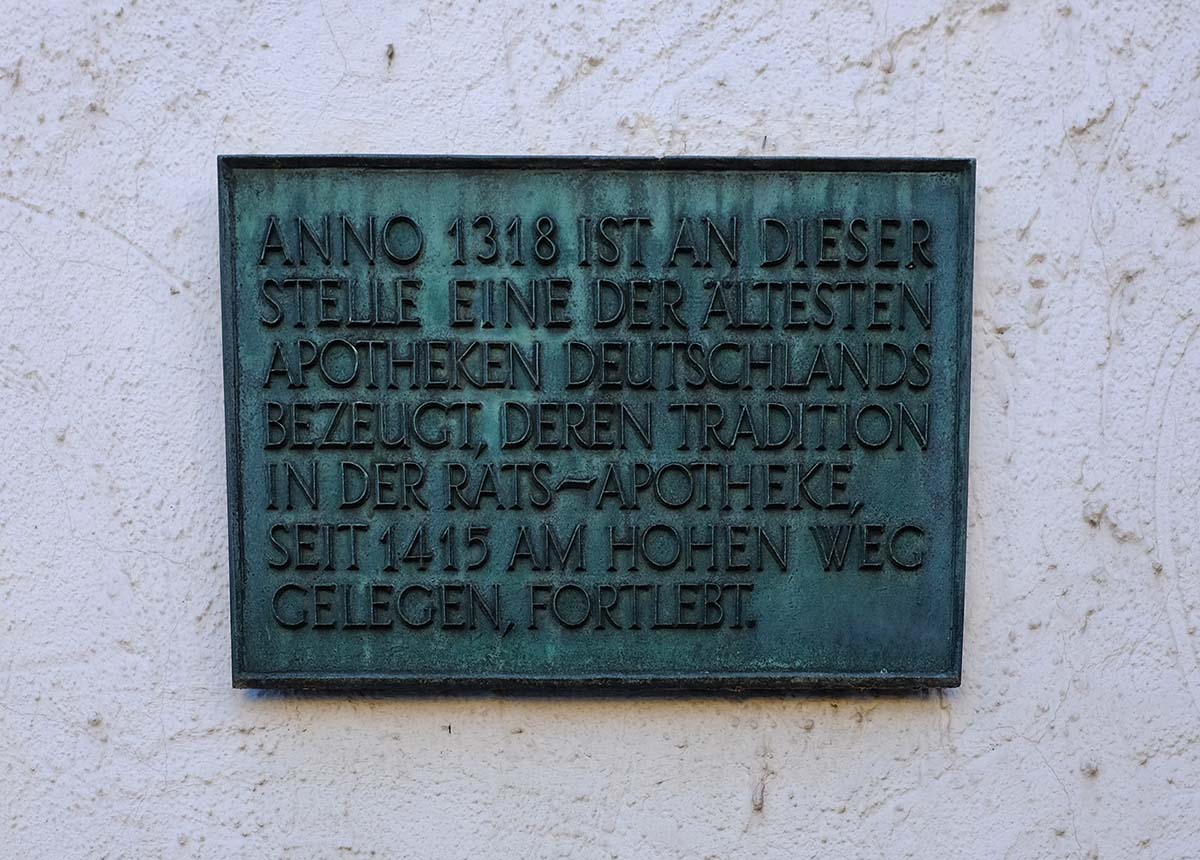 ANNO 1318 IST AN DIESER
STELLE EINE DER ÄLTESTEN
APOTHEKEN DEUTSCHLANDS
BEZEUGT, DEREN TRADITION
IN DER RATS-APOTHEKE,
SEIT 1415 AM HOHEN WEG
GELEGEN, FORTLEBT.